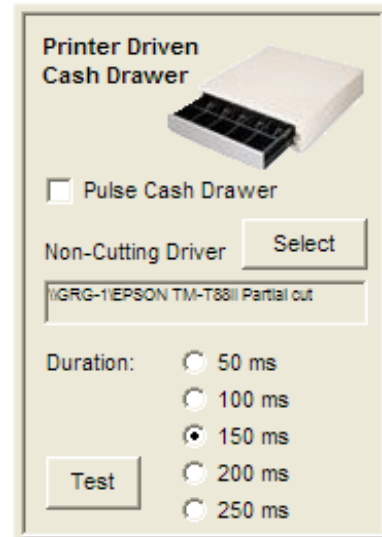 Printer Driven
Cash Drawer
Pulse Cash Drawer
Non-Cutting Driver
Select
\\GRG-1\EPSON TM-T88II Partial cut
Duration:
50 ms
100 ms
150 ms
200 ms
Test
250 ms